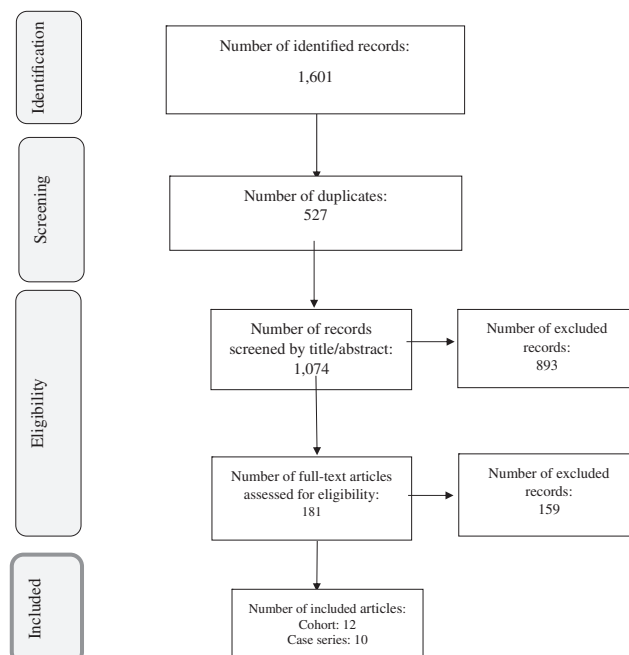 Identification
Number of identified records:
1,601
Screening
Number of duplicates:
527
Eligibility
Number of records
screened by title/abstract:
1,074
Number of excluded
records:
893
Number of full-text articles
assessed for eligibility:
181
Number of excluded
records:
159
Included
Number of included articles:
Cohort: 12
Case series: 10